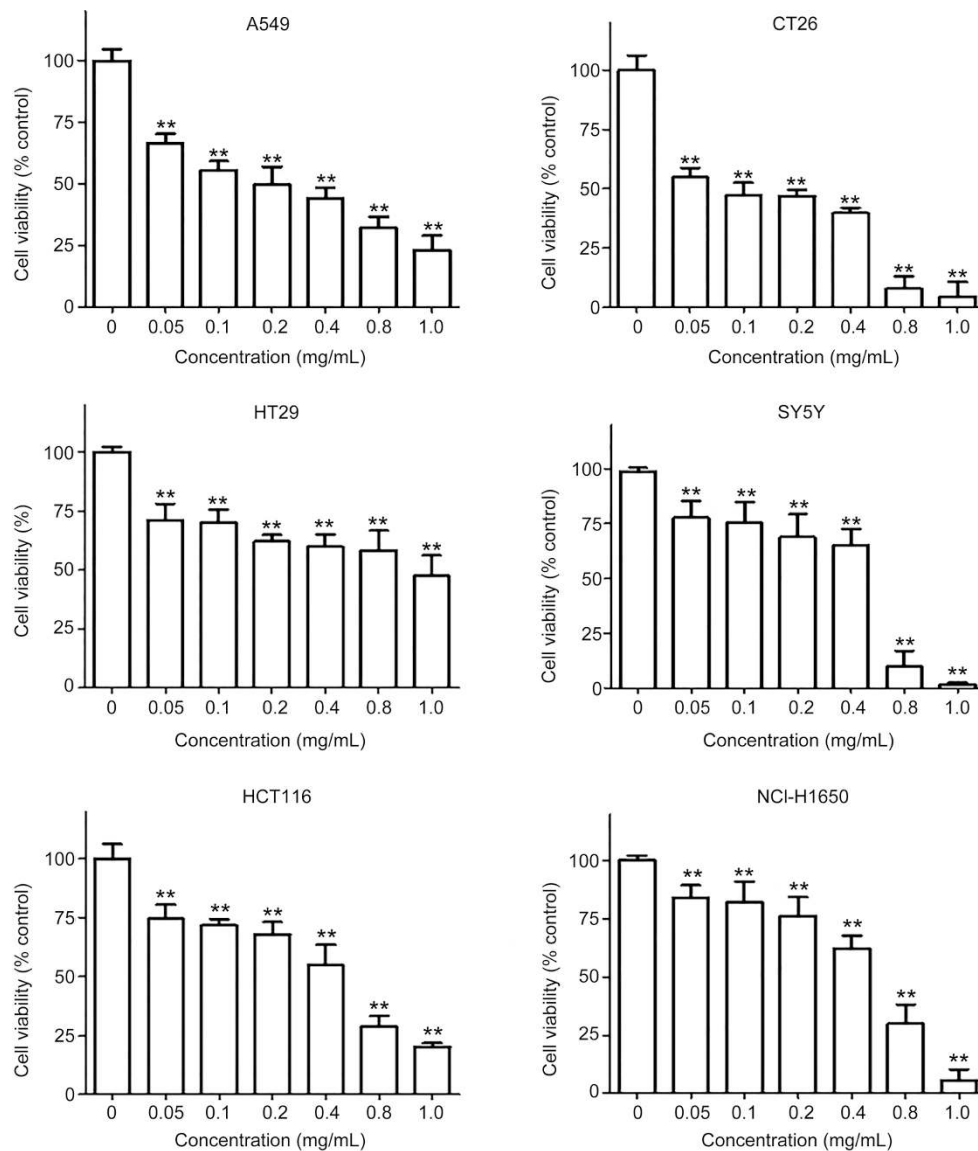 A549
Cell viability (% control)
100
75
50
25
0
** ** ** ** ** **
0 0.05 0.1 0.2 0.4 0.8 1.0
Concentration (mg/mL)
CT26
Cell viability (% control)
100
75
50
25
0
** ** ** ** ** **
0 0.05 0.1 0.2 0.4 0.8 1.0
Concentration (mg/mL)
HT29
Cell viability (%)
100
75
50
25
0
** ** ** ** ** **
0 0.05 0.1 0.2 0.4 0.8 1.0
Concentration (mg/mL)
SY5Y
Cell viability (% control)
100
75
50
25
0
** ** ** ** ** **
0 0.05 0.1 0.2 0.4 0.8 1.0
Concentration (mg/mL)
HCT116
Cell viability (% control)
100
75
50
25
0
** ** ** ** ** **
0 0.05 0.1 0.2 0.4 0.8 1.0
Concentration (mg/mL)
NCI-H1650
Cell viability (% control)
100
75
50
25
0
** ** ** ** ** **
0 0.05 0.1 0.2 0.4 0.8 1.0
Concentration (mg/mL)